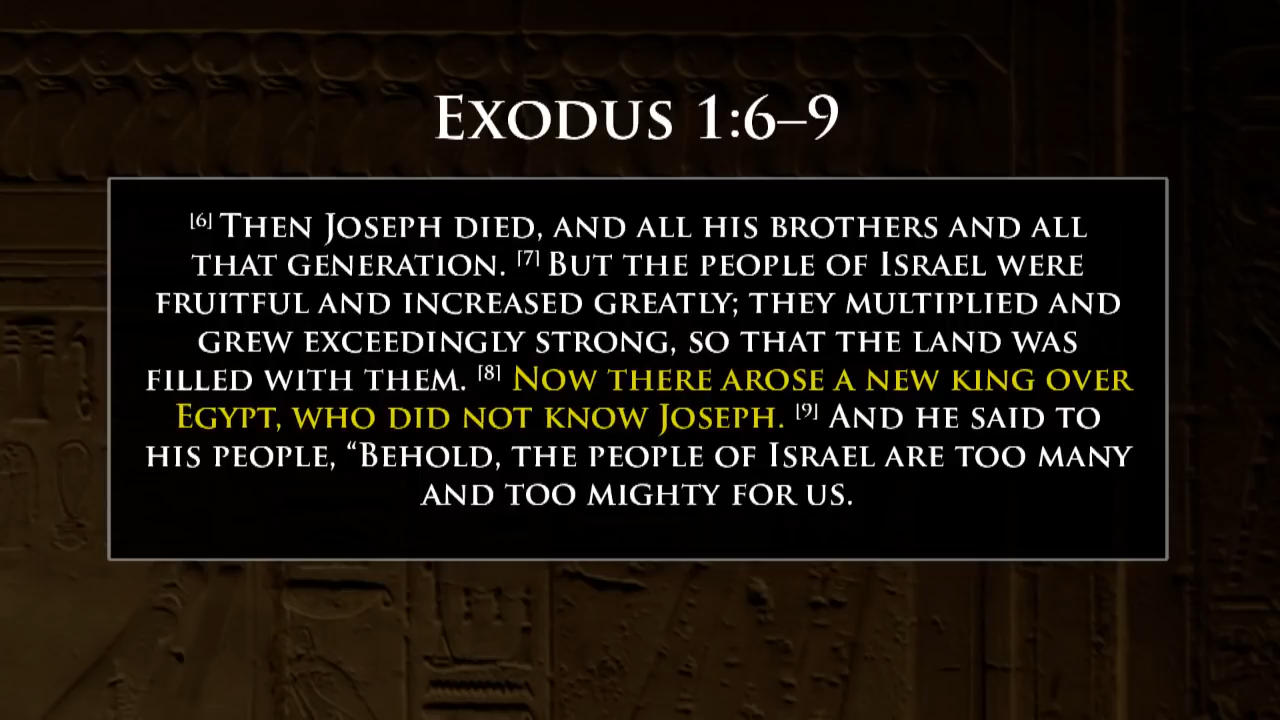 Exodus 1:6–9
[6] Then Joseph died, and all his brothers and all
that generation. [7] But the people of Israel were
fruitful and increased greatly; they multiplied and
grew exceedingly strong, so that the land was
filled with them. [8] Now there arose a new king over
Egypt, who did not know Joseph. [9] And he said to
his people, “Behold, the people of Israel are too many
and too mighty for us.